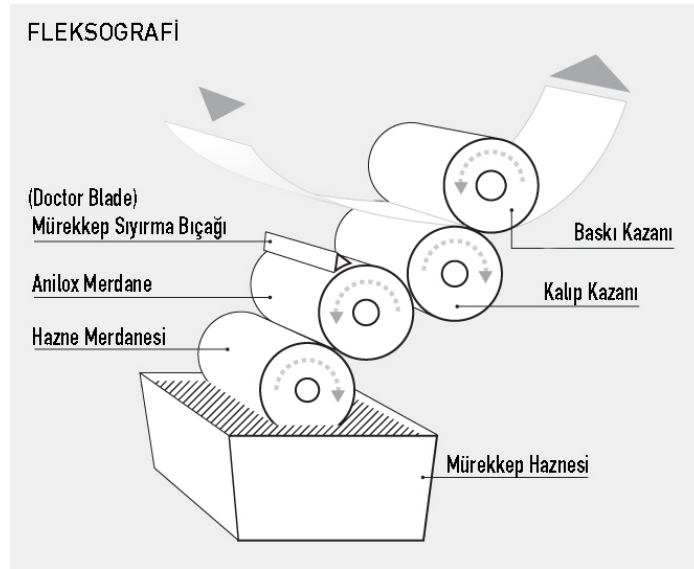 FLEKSOGRAFİ
(Doctor Blade)
Mürekkep Sıyırma Bıçağı
Anilox Merdane
Hazne Merdanesi
Baskı Kazanı
Kalıp Kazanı
Mürekkep Haznesi